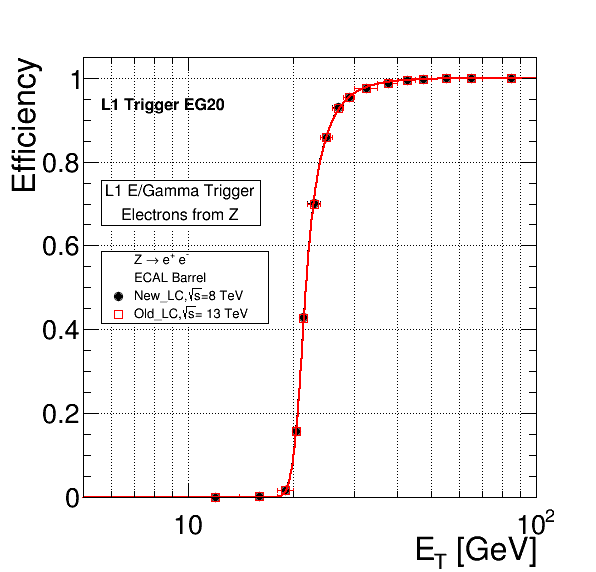 Efficiency
1
0.8
0.6
0.4
0.2
0
L1 Trigger EG20
L1 E/Gamma Trigger
Electrons from Z
Z → e⁺ e⁻
ECAL Barrel
New_LC,√s=8 TeV
Old_LC,√s= 13 TeV
10
10²
E_T [GeV]